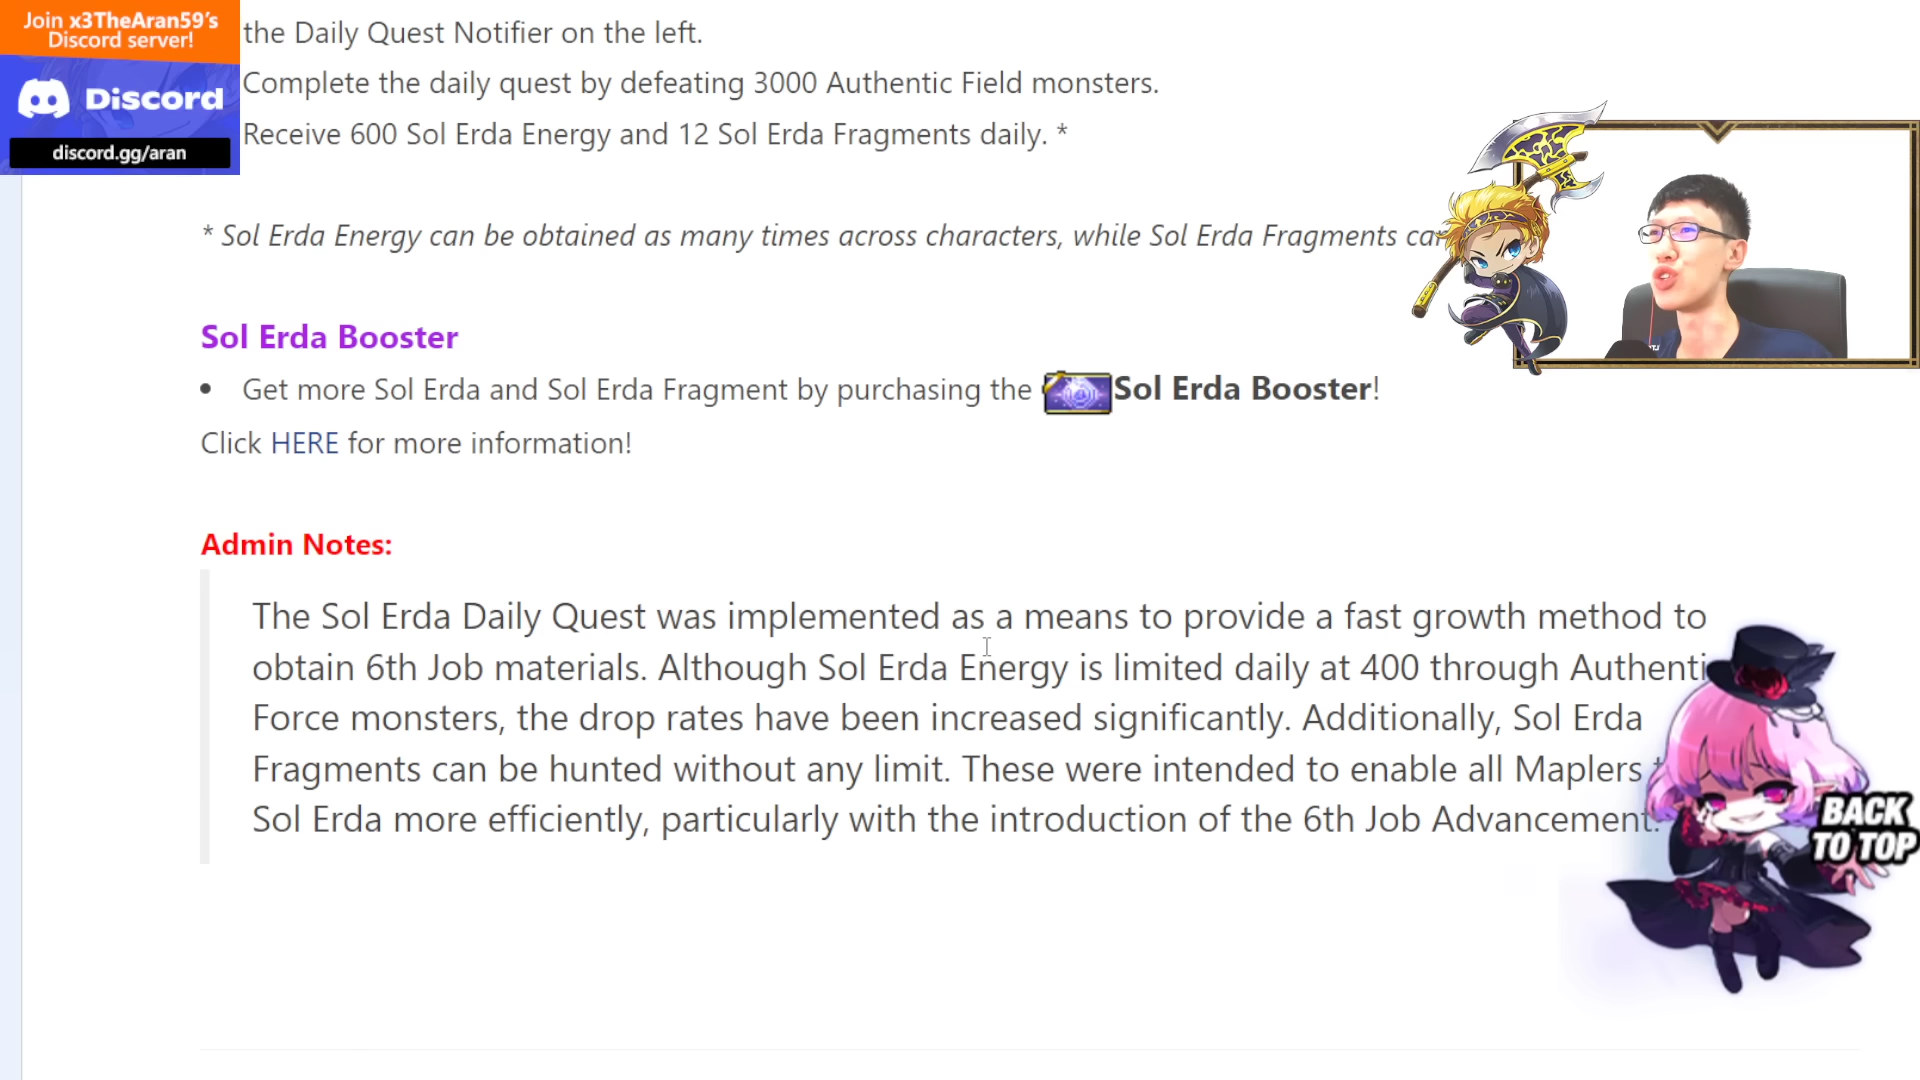 Join x3TheAran59's
Discord server!
Discord
discord.gg/aran
the Daily Quest Notifier on the left.
Complete the daily quest by defeating 3000 Authentic Field monsters.
Receive 600 Sol Erda Energy and 12 Sol Erda Fragments daily. *
* Sol Erda Energy can be obtained as many times across characters, while Sol Erda Fragments
Sol Erda Booster
• Get more Sol Erda and Sol Erda Fragment by purchasing the Sol Erda Booster!
Click HERE for more information!
Admin Notes:
The Sol Erda Daily Quest was implemented as a means to provide a fast growth method to
obtain 6th Job materials. Although Sol Erda Energy is limited daily at 400 through Authenti
Force monsters, the drop rates have been increased significantly. Additionally, Sol Erda
Fragments can be hunted without any limit. These were intended to enable all Maplers
Sol Erda more efficiently, particularly with the introduction of the 6th Job Advancement.
BACK
TO TOP